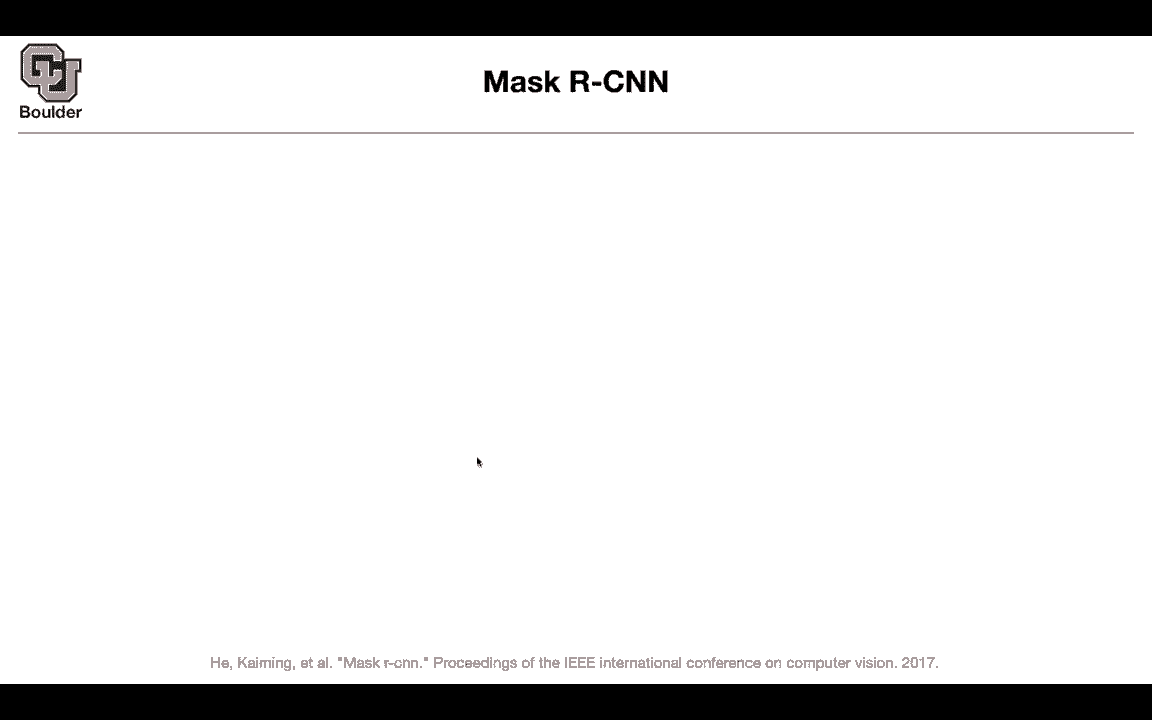 CU
Boulder
Mask R-CNN
He, Kaiming, et al. "Mask r-cnn." Proceedings of the IEEE international conference on computer vision. 2017.